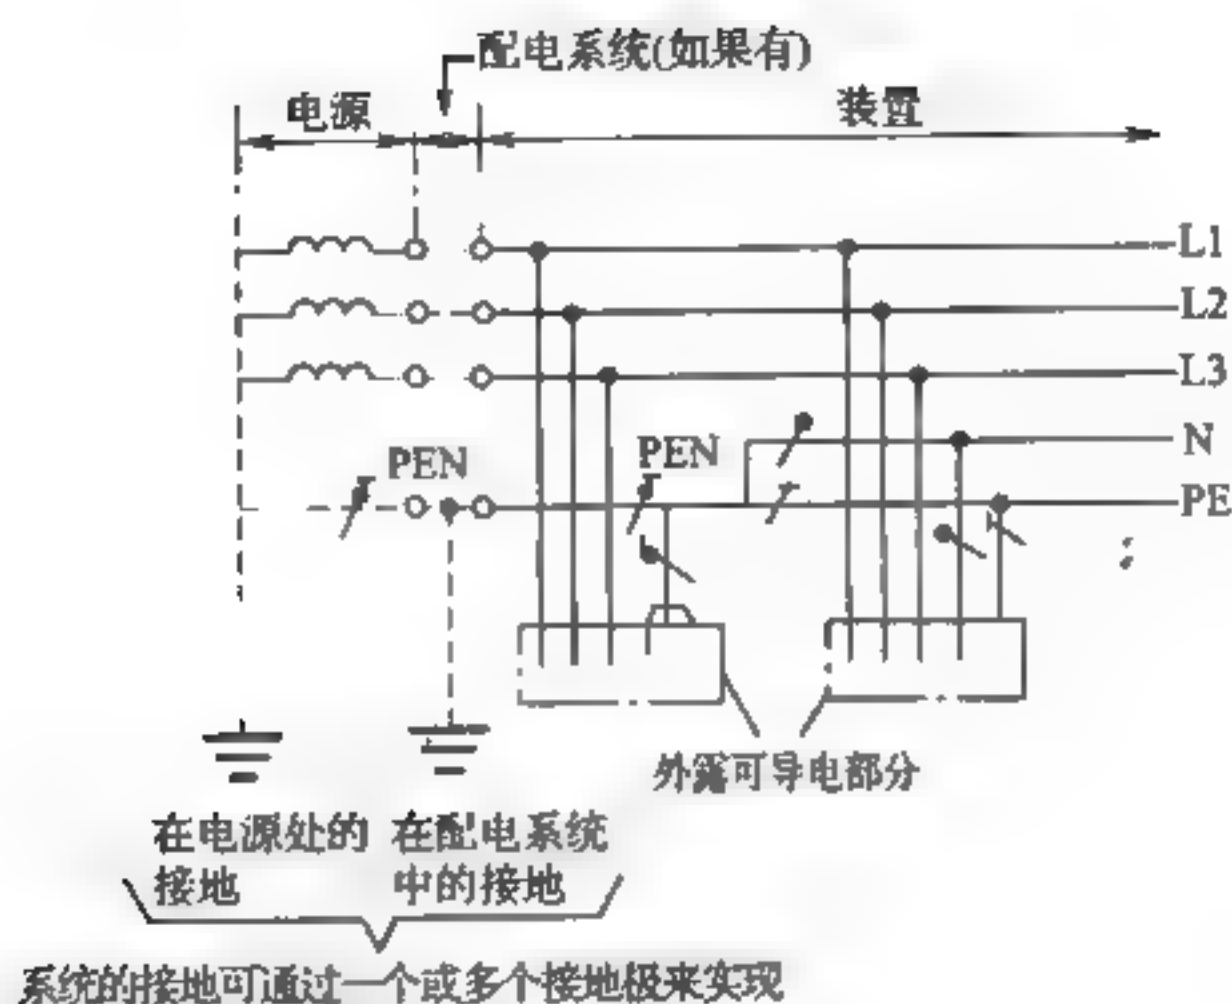 配电系统(如果有)
电源
装置
L1
L2
L3
N
PEN
PEN
PE
外露可导电部分
在电源处的
接地
在配电系统
中的接地
系统的接地可通过一个或多个接地极来实现